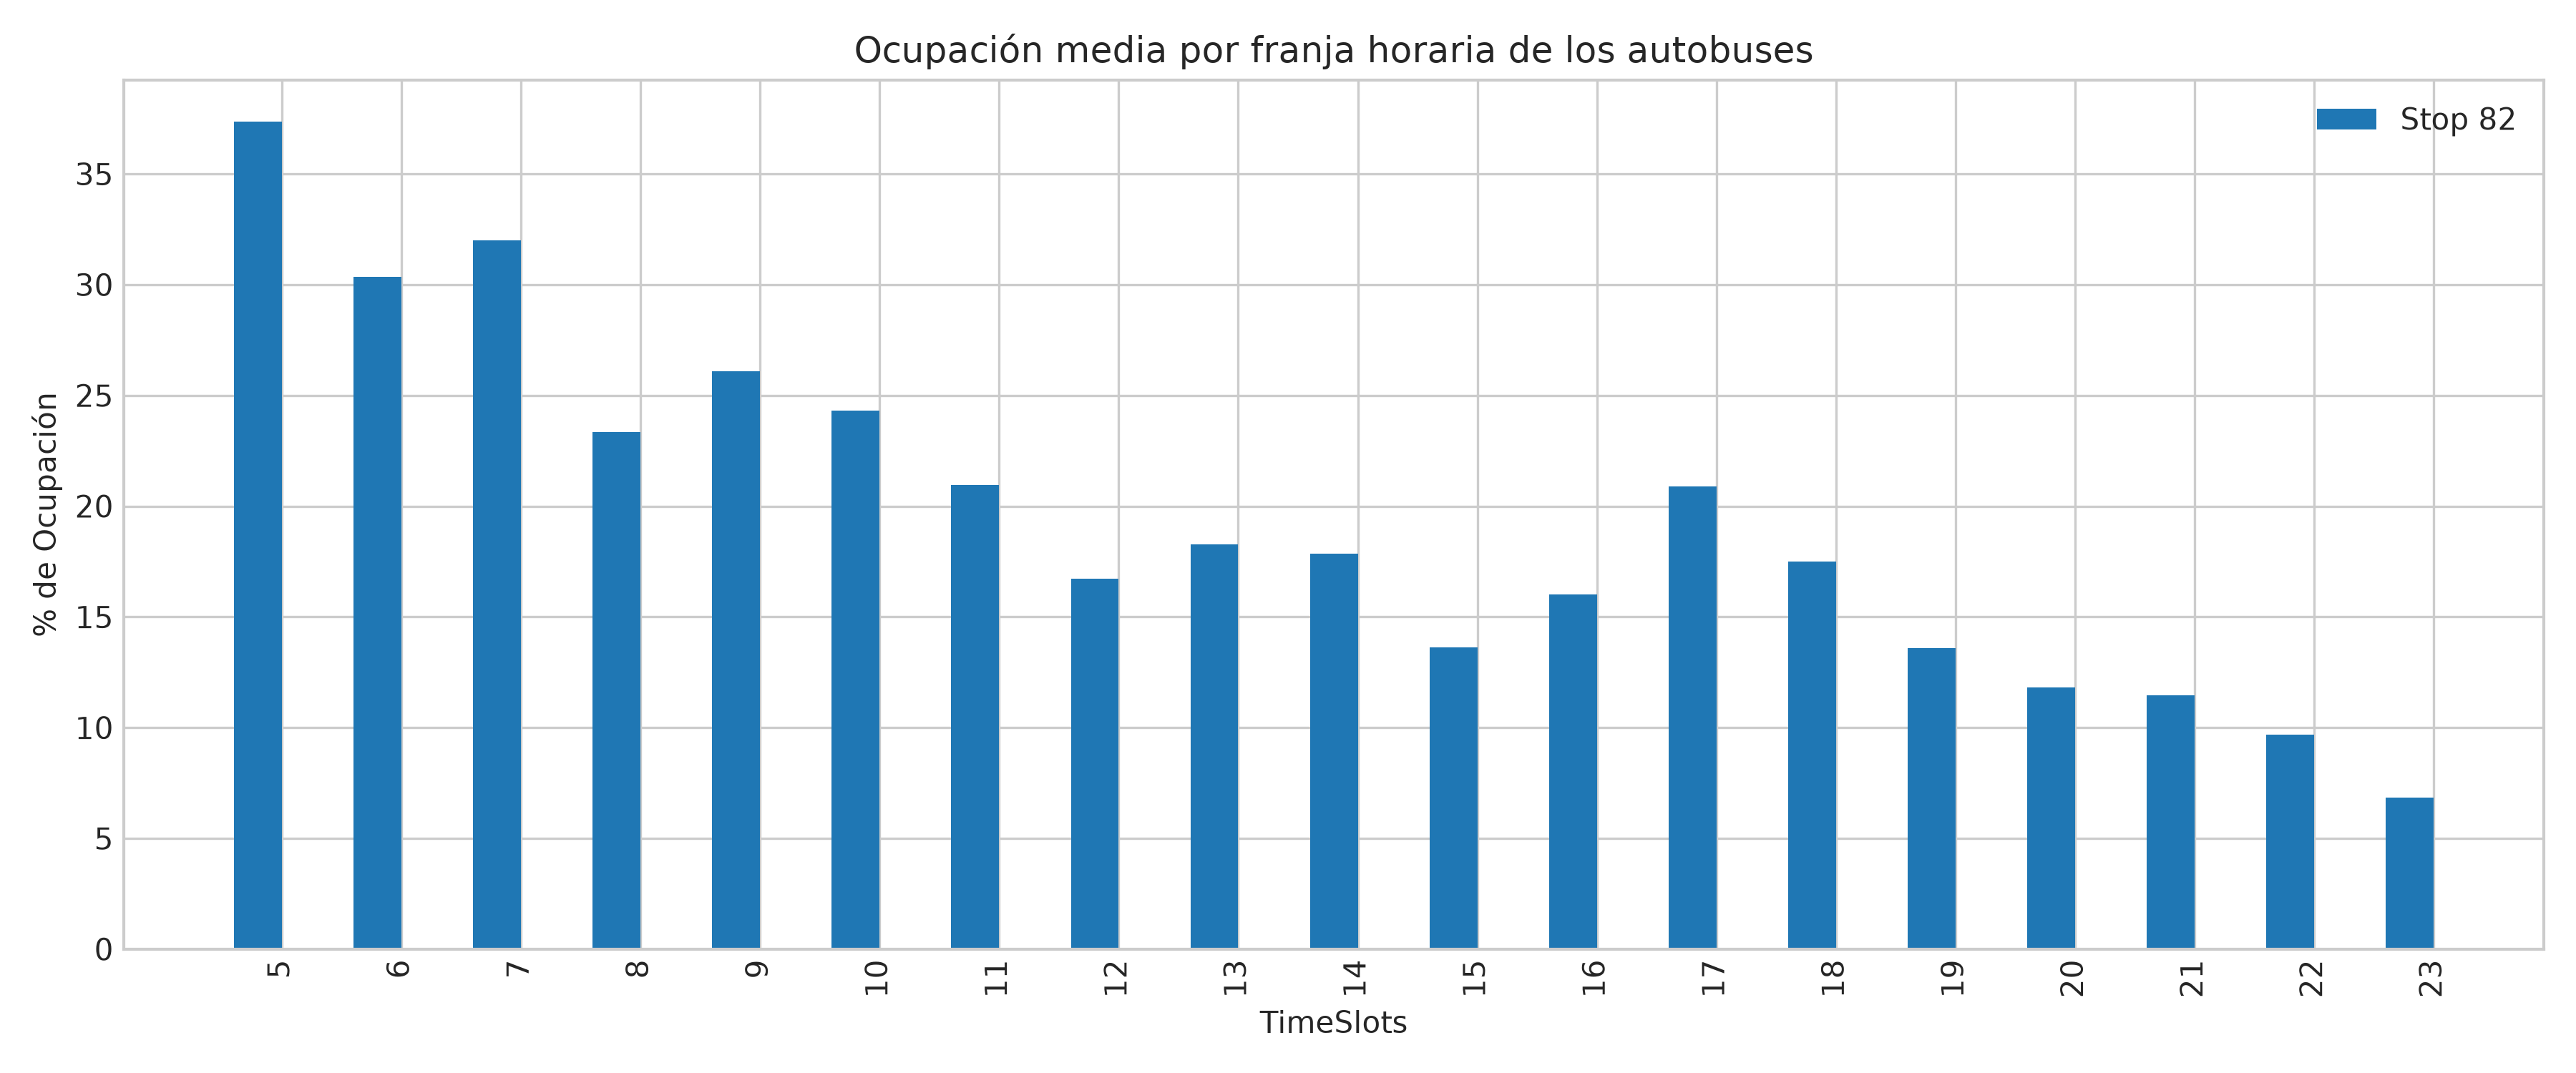 Ocupación media por franja horaria de los autobuses
Stop 82
% de Ocupación
35
30
25
20
15
10
5
0
5 6 7 8 9 10 11 12 13 14 15 16 17 18 19 20 21 22 23
TimeSlots